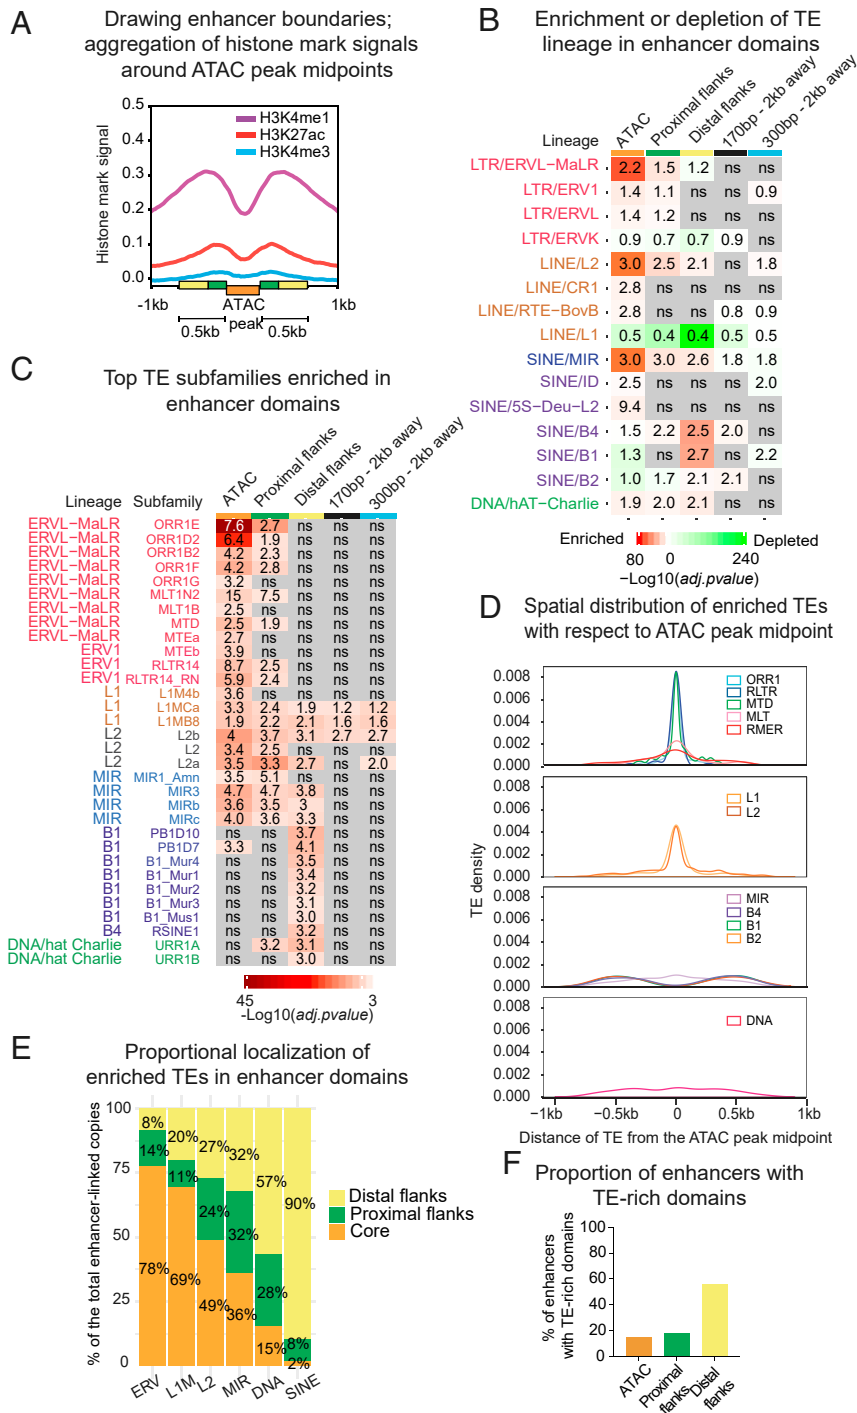 A
Drawing enhancer boundaries;
aggregation of histone mark signals
around ATAC peak midpoints
Histone mark signal
0.5
0.4
0.3
0.2
0.1
0.0
H3K4me1
H3K27ac
H3K4me3
-1kb
ATAC
peak
1kb
0.5kb
0.5kb
B
Enrichment or depletion of TE
lineage in enhancer domains
Lineage
ATAC
Proximal flanks
Distal flanks
170bp - 2kb away
300bp - 2kb away
LTR/ERVL−MaLR 2.2 1.5 1.2 ns ns
LTR/ERV1 1.4 1.1 ns ns 0.9
LTR/ERVL 1.4 1.2 ns ns ns
LTR/ERVK 0.9 0.7 0.7 0.9 ns
LINE/L2 3.0 2.5 2.1 ns 1.8
LINE/CR1 2.8 ns ns ns ns
LINE/RTE−BovB 2.8 ns ns 0.8 0.9
LINE/L1 0.5 0.4 0.4 0.5 0.5
SINE/MIR 3.0 3.0 2.6 1.8 1.8
SINE/ID 2.5 ns ns ns 2.0
SINE/5S−Deu−L2 9.4 ns ns ns ns
SINE/B4 1.5 2.2 2.5 2.0 ns
SINE/B1 1.3 ns 2.7 ns 2.2
SINE/B2 1.0 1.7 2.1 2.1 ns
DNA/hAT−Charlie 1.9 2.0 2.1 ns ns
Enriched
Depleted
80 0 240
−Log10(adj.pvalue)
C
Top TE subfamilies enriched in
enhancer domains
Lineage Subfamily
ATAC
Proximal flanks
Distal flanks
170bp - 2kb away
300bp - 2kb away
ERVL−MaLR ORR1E 7.6 2.7 ns ns ns
ERVL−MaLR ORR1D2 6.4 1.9 ns ns ns
ERVL−MaLR ORR1B2 4.2 2.3 ns ns ns
ERVL−MaLR ORR1F 4.2 2.8 ns ns ns
ERVL−MaLR ORR1G 3.2 ns ns ns ns
ERVL−MaLR MLT1N2 15 7.5 ns ns ns
ERVL−MaLR MLT1B 2.5 ns ns ns ns
ERVL−MaLR MTD 2.5 1.9 ns ns ns
ERVL−MaLR MTEa 2.7 ns ns ns ns
ERV1 MTEb 3.9 ns ns ns ns
ERV1 RLTR14 8.7 2.5 ns ns ns
ERV1 RLTR14_RN 5.9 2.4 ns ns ns
L1 L1M4b 3.6 ns ns ns ns
L1 L1MCa 3.3 2.4 1.9 1.2 1.2
L1 L1MB8 1.9 2.2 2.1 1.6 1.6
L2 L2b 4 3.7 3.1 2.7 2.7
L2 L2 3.4 2.5 ns ns ns
L2 L2a 3.5 3.3 2.7 ns 2.0
MIR MIR1_Amn 3.5 5.1 ns ns ns
MIR MIR3 4.7 4.7 3.8 ns ns
MIR MIRb 3.6 3.5 3 ns ns
MIR MIRc 4.0 3.6 3.3 ns ns
B1 PB1D10 ns ns 3.7 ns ns
B1 PB1D7 3.3 ns 4.1 ns ns
B1 B1_Mur4 ns ns 3.5 ns ns
B1 B1_Mur1 ns ns 3.4 ns ns
B1 B1_Mur2 ns ns 3.2 ns ns
B1 B1_Mur3 ns ns 3.1 ns ns
B1 B1_Mus1 ns ns 3.0 ns ns
B4 RSINE1 ns ns 3.2 ns ns
DNA/hat Charlie URR1A ns 3.2 3.1 ns ns
DNA/hat Charlie URR1B ns ns 3.0 ns ns
45 3
-Log10(adj.pvalue)
D
Spatial distribution of enriched TEs
with respect to ATAC peak midpoint
TE density
0.008
0.006
0.004
0.002
0.000
ORR1
RLTR
MTD
MLT
RMER
0.008
0.006
0.004
0.002
0.000
L1
L2
0.008
0.006
0.004
0.002
0.000
MIR
B4
B1
B2
0.008
0.006
0.004
0.002
0.000
DNA
−1kb −0.5kb 0 0.5kb 1kb
Distance of TE from the ATAC peak midpoint
E
Proportional localization of
enriched TEs in enhancer domains
% of the total enhancer-linked copies
100
75
50
25
0
8%
14%
78%
20%
11%
69%
27%
24%
49%
32%
32%
36%
57%
28%
15%
90%
8%
2%
ERV L1M L2 MIR DNA SINE
Distal flanks
Proximal flanks
Core
F
Proportion of enhancers with
TE-rich domains
% of enhancers
with TE-rich domains
100
80
60
40
20
0
ATAC
Proximal
flanks
Distal
flanks